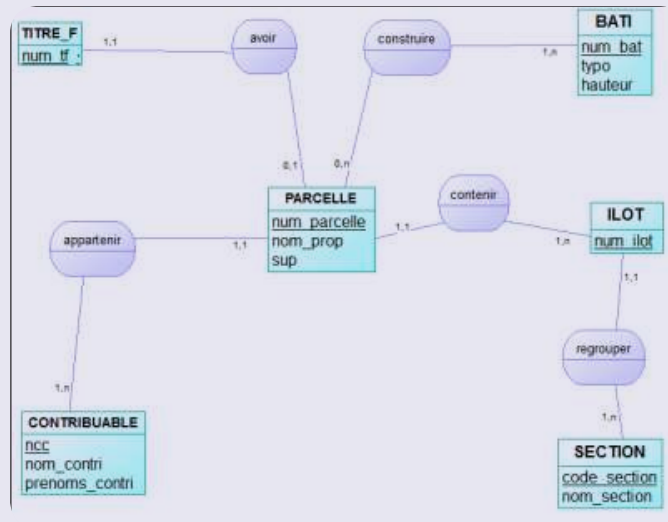 TITRE_F
num_tf
1,1
avoir
construire
1,n
BATI
num_bat
typo
hauteur
0,1
0,n
PARCELLE
num_parcelle
nom_prop
sup
contenir
1,1
1,n
ILOT
num_ilot
appartenir
1,1
1,1
regrouper
1,n
1,n
CONTRIBUABLE
ncc
nom_contri
prenoms_contri
SECTION
code_section
nom_section